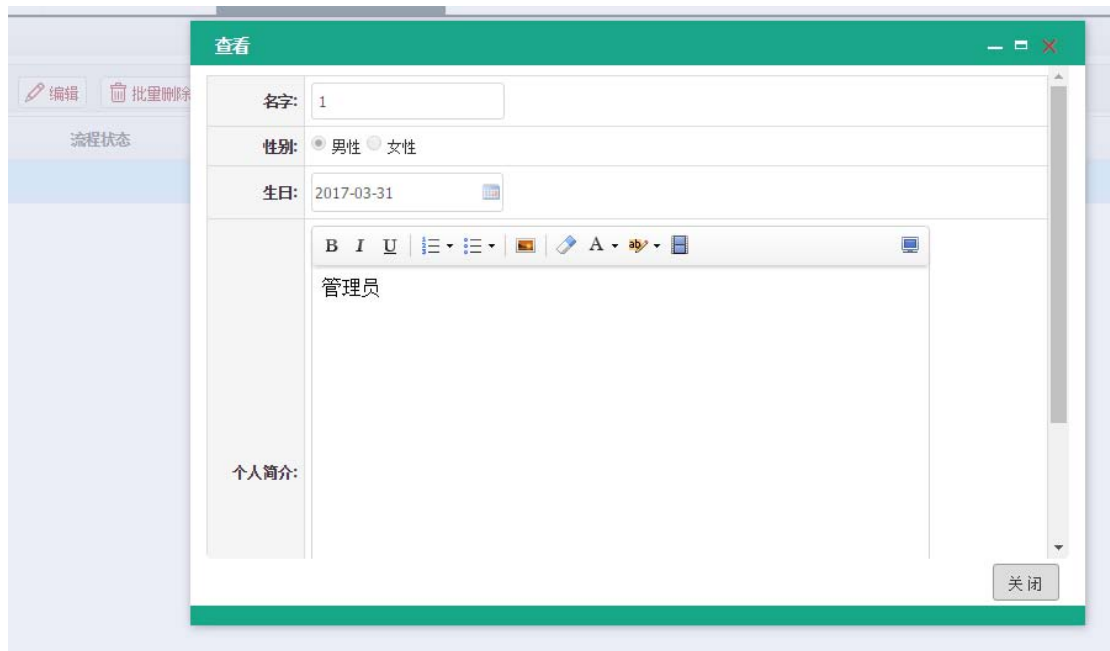 查看
编辑 批量删除
流程状态
名字: 1
性别: 男性 女性
生日: 2017-03-31
B I U A ab
管理员
个人简介:
关闭